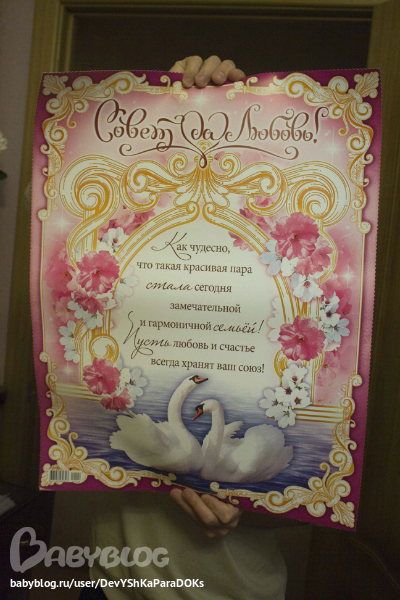 Совет да Любовь!
Как чудесно,
что такая красивая пара
стала сегодня
замечательной
и гармоничной семьёй!
Пусть любовь и счастье
всегда хранят ваш союз!
BABYBLOG
babyblog.ru/user/DevYShKaParaDOKs